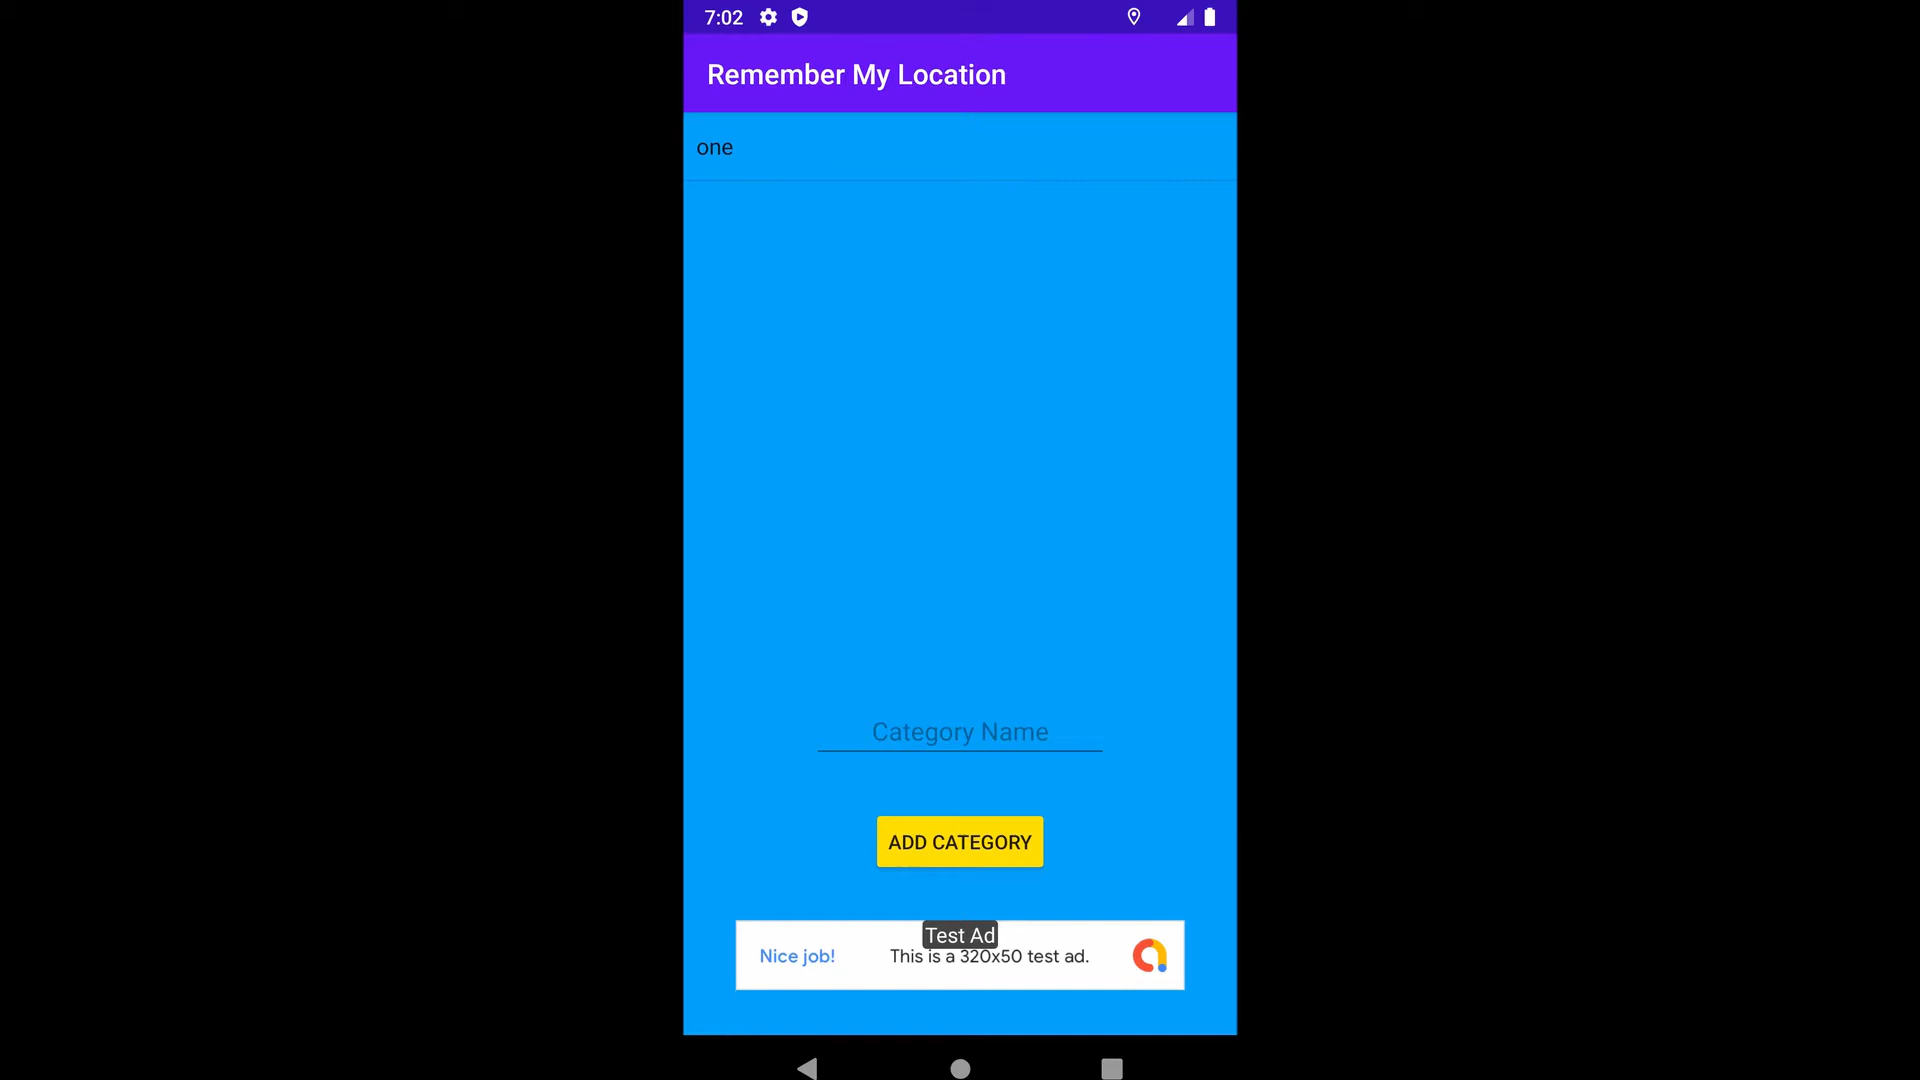 7:02
Remember My Location
one
Category Name
ADD CATEGORY
Test Ad
Nice job!
This is a 320x50 test ad.